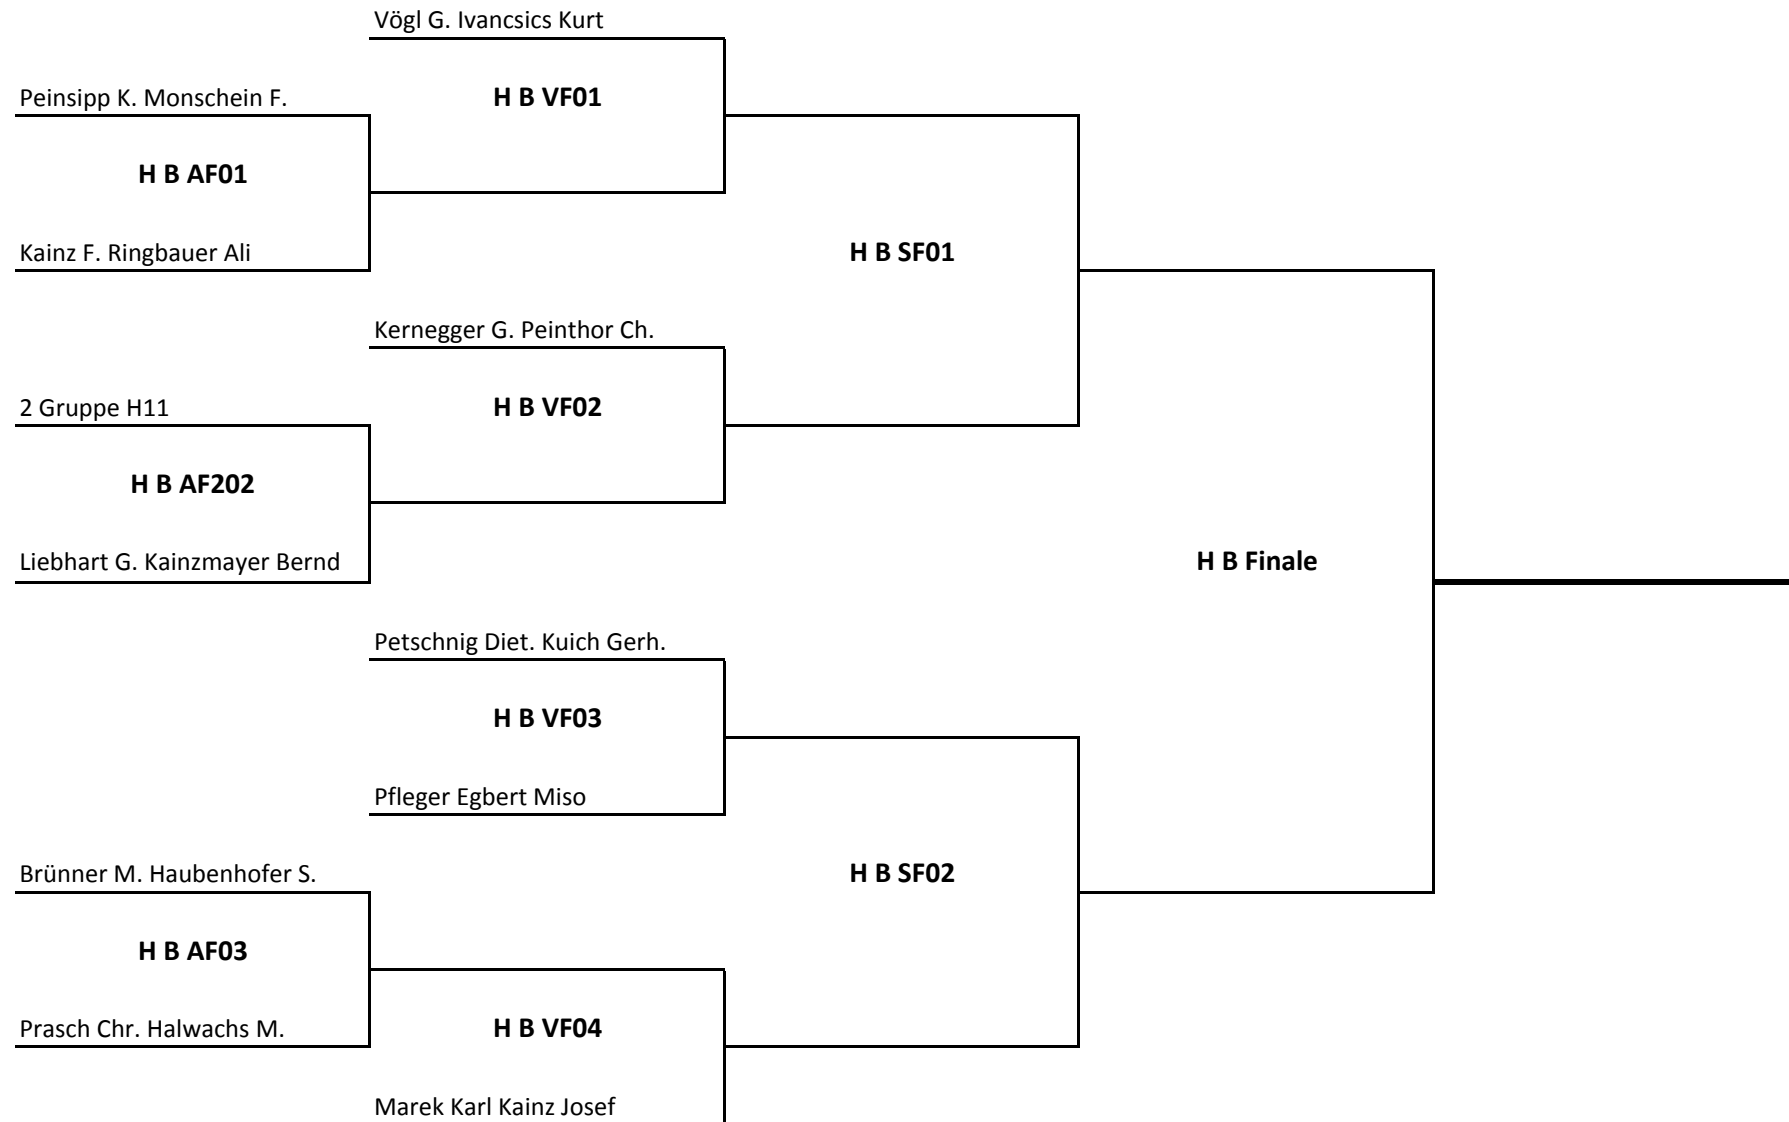 Vögl G. Ivancsics Kurt
Peinsipp K. Monschein F.
H B VF01
H B AF01
Kainz F. Ringbauer Ali
H B SF01
Kernegger G. Peinthor Ch.
2 Gruppe H11
H B VF02
H B AF202
Liebhart G. Kainzmayer Bernd
H B Finale
Petschnig Diet. Kuich Gerh.
H B VF03
Pfleger Egbert Miso
Brünner M. Haubenhofer S.
H B SF02
H B AF03
Prasch Chr. Halwachs M.
H B VF04
Marek Karl Kainz Josef